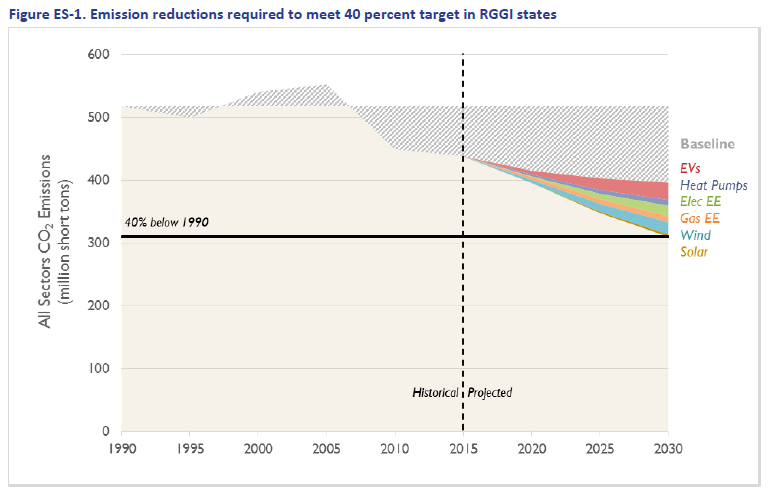 Figure ES-1. Emission reductions required to meet 40 percent target in RGGI states
All Sectors CO₂ Emissions
(million short tons)
600
500
400
300
200
100
0
40% below 1990
Historical
Projected
1990
1995
2000
2005
2010
2015
2020
2025
2030
Baseline
EVs
Heat Pumps
Elec EE
Gas EE
Wind
Solar